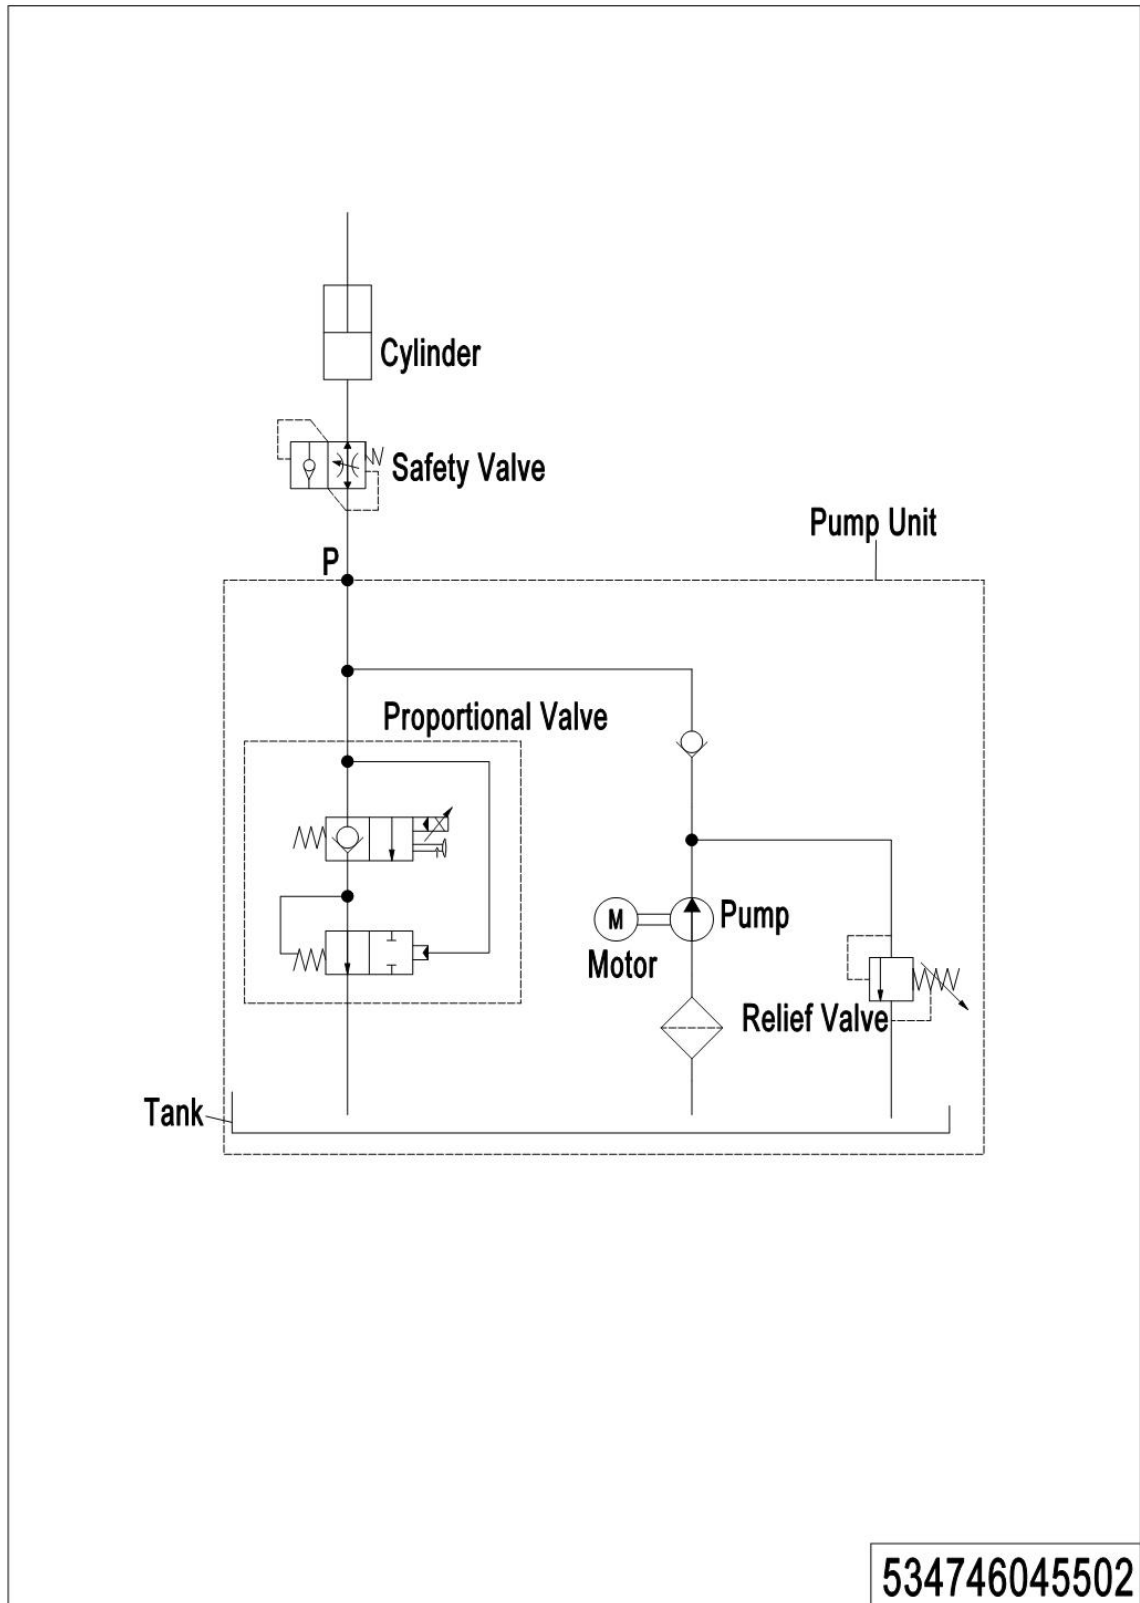 Cylinder
Safety Valve
Pump Unit
P
Proportional Valve
M
Pump
Motor
Relief Valve
Tank
534746045502